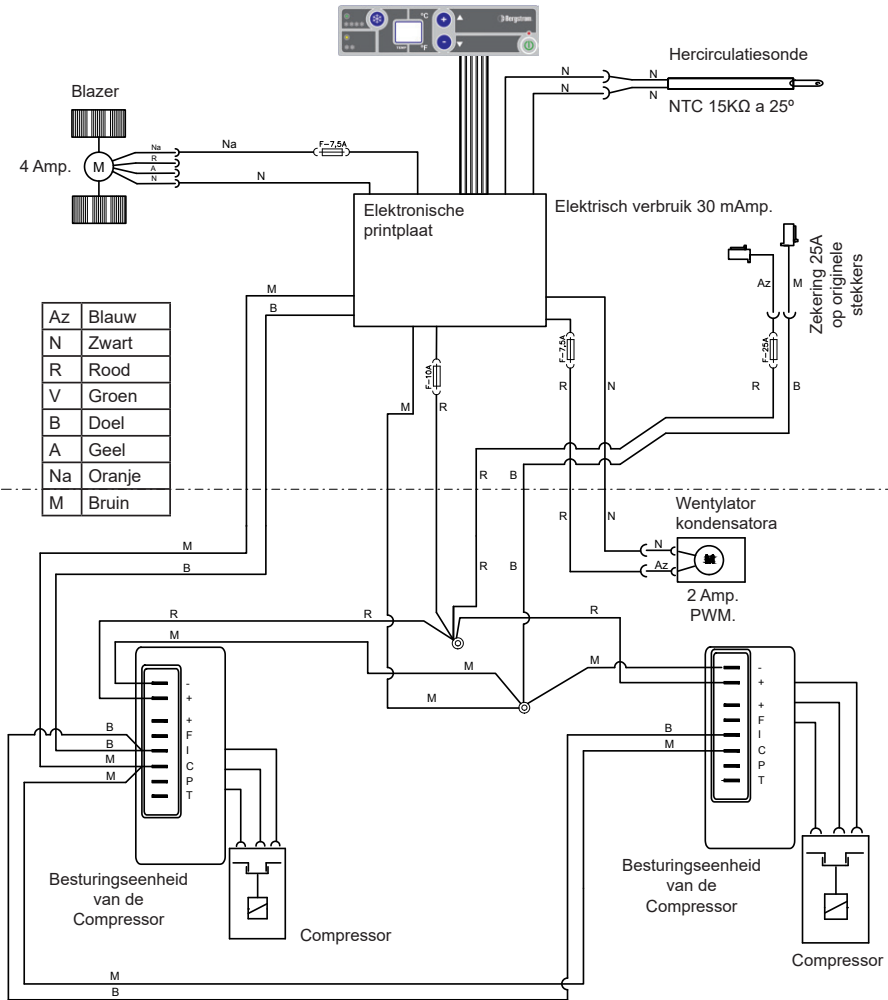 °C
Bergstrom
TEMP
°F
Hercirculatiesonde
N
N
N
N
NTC 15KΩ a 25º
Blazer
4 Amp.
M
Na
R
A
N
Na
F-7,5A
N
Elektronische
printplaat
Elektrisch verbruik 30 mAmp.
Az
M
Zekering 25A
op originele
stekkers
M
B
Az Blauw
N Zwart
R Rood
V Groen
B Doel
A Geel
Na Oranje
M Bruin
F-10A
M
R
F-7,5A
R
N
F-25A
R
B
R
B
Wentylator
kondensatora
R
N
N
Az
M
2 Amp.
PWM.
M
B
R
B
R
R
M
R
M
M
M
-
+
+
F
I
C
P
T
B
B
M
M
-
+
+
F
I
C
P
T
B
M
Besturingseenheid
van de
Compressor
Compressor
Besturingseenheid
van de
Compressor
Compressor
M
B